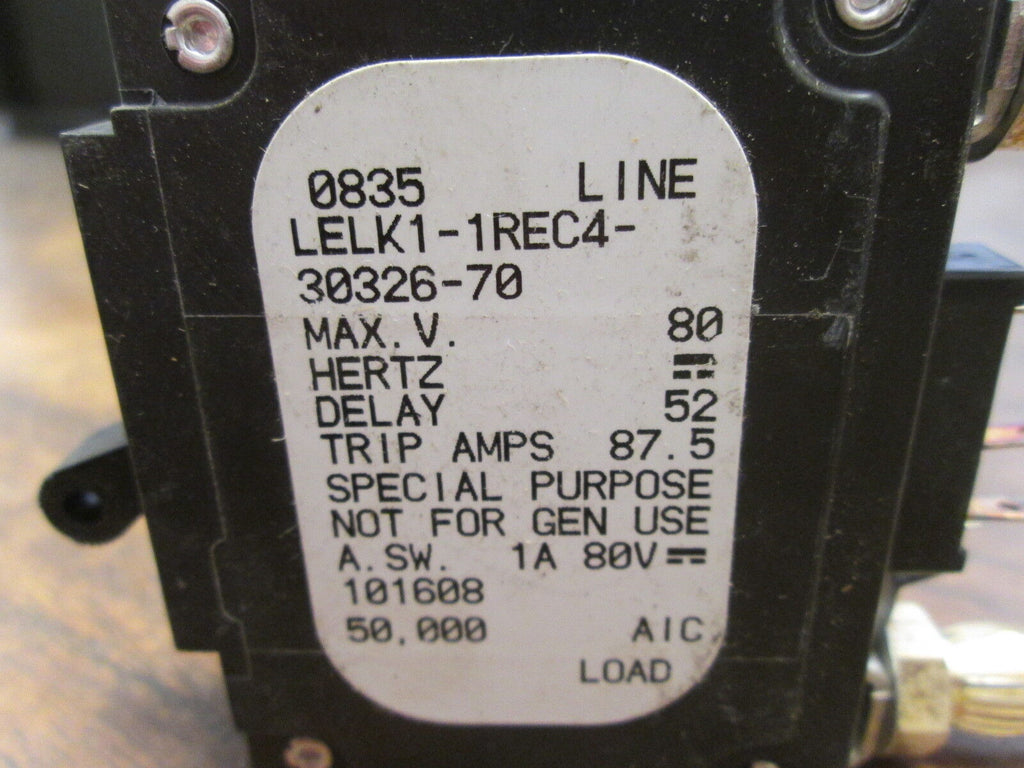 0835 LINE
LELK1-1REC4-
30326-70
MAX.V. 80
HERTZ ⎓
DELAY 52
TRIP AMPS 87.5
SPECIAL PURPOSE
NOT FOR GEN USE
A.SW. 1A 80V⎓
101608
50,000 AIC
LOAD